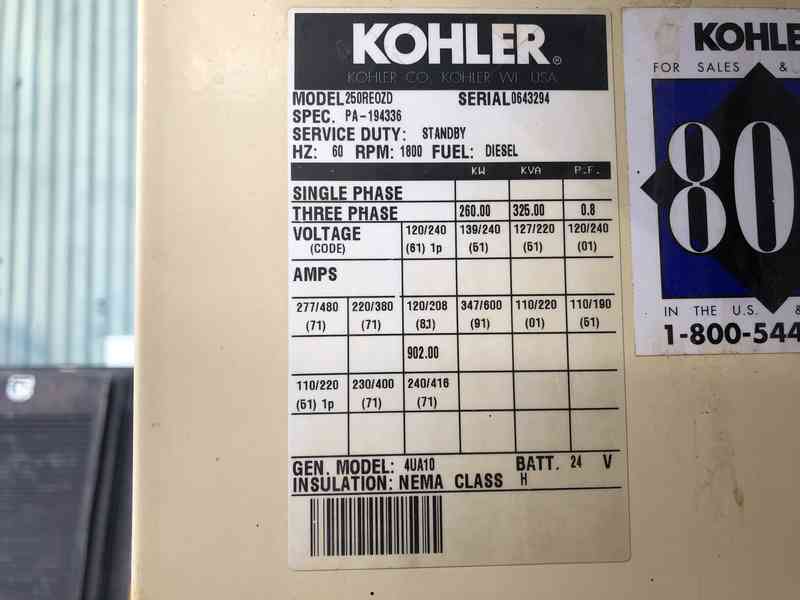 KOHLER®
KOHLER CO. KOHLER WI. USA
MODEL 250REOZD SERIAL 0643294
SPEC. PA-194336
SERVICE DUTY: STANDBY
HZ: 60 RPM: 1800 FUEL: DIESEL
KW KVA P.F.
SINGLE PHASE
THREE PHASE 260.00 325.00 0.8
VOLTAGE 120/240 139/240 127/220 120/240
(CODE) (61) 1p (51) (51) (01)
AMPS
277/480 220/380 120/208 347/600 110/220 110/190
(71) (71) (81) (91) (01) (51)
902.00
110/220 230/400 240/416
(51) 1p (71) (71)
GEN. MODEL: 4UA10 BATT. 24 V
INSULATION: NEMA CLASS H
KOHLE
FOR SALES &
80
IN THE U.S. &
1-800-544